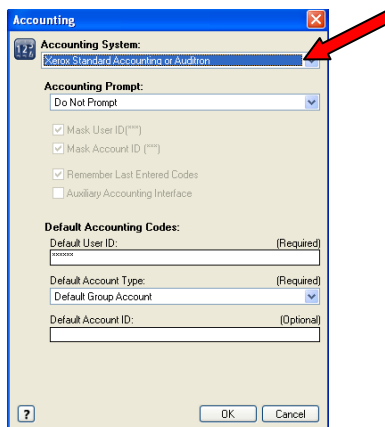 Accounting
123
Accounting System:
Xerox Standard Accounting or Auditron
Accounting Prompt:
Do Not Prompt
Mask User ID(***)
Mask Account ID (***)
Remember Last Entered Codes
Auxiliary Accounting Interface
Default Accounting Codes:
Default User ID: (Required)
******
Default Account Type: (Required)
Default Group Account
Default Account ID: (Optional)
? OK Cancel